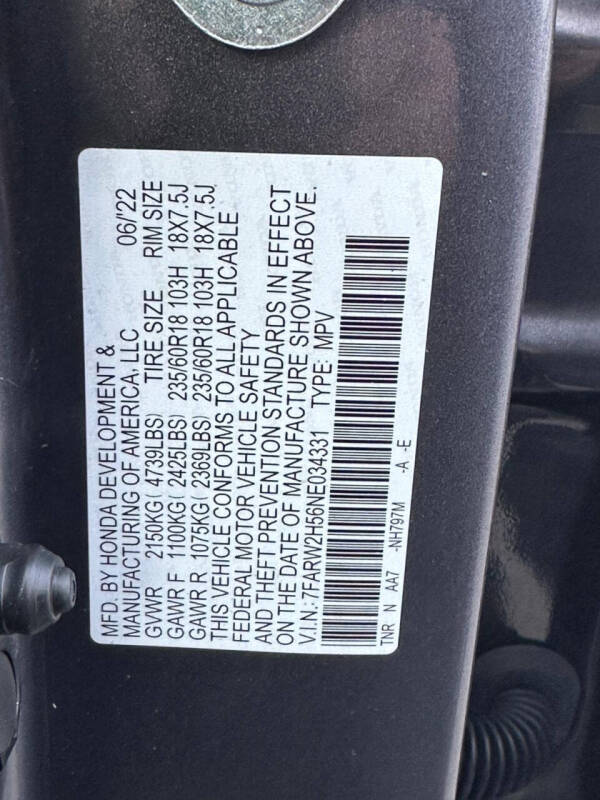 MFD. BY HONDA DEVELOPMENT & 06/'22
MANUFACTURING OF AMERICA, LLC
GVWR 2150KG ( 4739LBS) TIRE SIZE RIM SIZE
GAWR F 1100KG ( 2425LBS) 235/60R18 103H 18X7.5J
GAWR R 1075KG ( 2369LBS) 235/60R18 103H 18X7.5J
THIS VEHICLE CONFORMS TO ALL APPLICABLE
FEDERAL MOTOR VEHICLE SAFETY
AND THEFT PREVENTION STANDARDS IN EFFECT
ON THE DATE OF MANUFACTURE SHOWN ABOVE.
V.I.N.: 7FARW2H56NE034331 TYPE: MPV
TNR N AA7 -NH797M -A -E